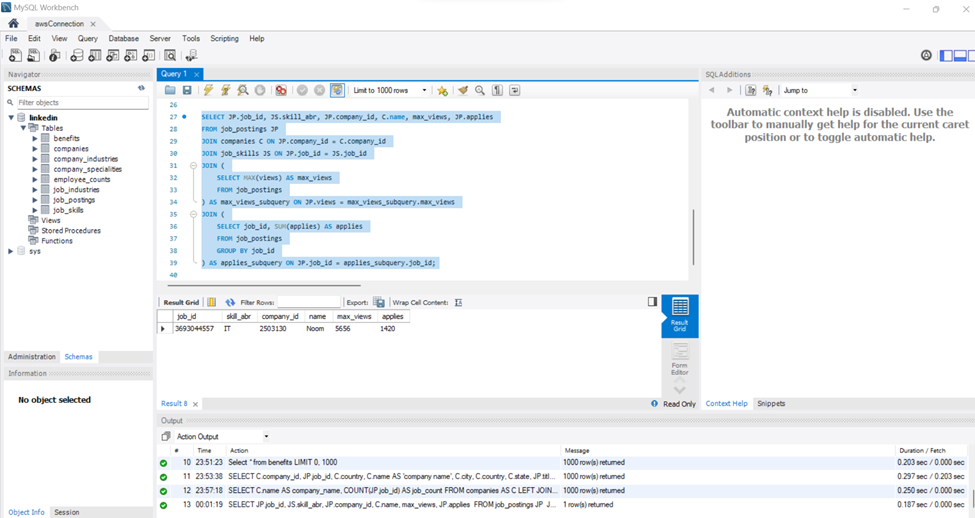 MySQL Workbench
awsConnection
File Edit View Query Database Server Tools Scripting Help
Navigator
SCHEMAS
Filter objects
linkedin
Tables
benefits
companies
company_industries
company_specialities
employee_counts
job_industries
job_postings
job_skills
Views
Stored Procedures
Functions
sys
Administration Schemas
Information
No object selected
Object Info Session
Query 1
Limit to 1000 rows
26
27 SELECT JP.job_id, JS.skill_abr, JP.company_id, C.name, max_views, JP.applies
28 FROM job_postings JP
29 JOIN companies C ON JP.company_id = C.company_id
30 JOIN job_skills JS ON JP.job_id = JS.job_id
31 JOIN (
32 SELECT MAX(views) AS max_views
33 FROM job_postings
34 ) AS max_views_subquery ON JP.views = max_views_subquery.max_views
35 JOIN (
36 SELECT job_id, SUM(applies) AS applies
37 FROM job_postings
38 GROUP BY job_id
39 ) AS applies_subquery ON JP.job_id = applies_subquery.job_id;
40
Result Grid Filter Rows: Export: Wrap Cell Content:
job_id skill_abr company_id name max_views applies
3693044557 IT 2503130 Noom 5656 1420
Result Grid
Form Editor
Result 8 Read Only
SQLAdditions
Jump to
Automatic context help is disabled. Use the
toolbar to manually get help for the current caret
position or to toggle automatic help.
Context Help Snippets
Output
Action Output
# Time Action Message Duration / Fetch
10 23:51:23 Select * from benefits LIMIT 0, 1000 1000 row(s) returned 0.203 sec / 0.000 sec
11 23:53:38 SELECT C.company_id, JP.job_id, C.country, C.name AS 'company name', C.city, C.country, C.state, JP.titl... 1000 row(s) returned 0.297 sec / 0.203 sec
12 23:57:18 SELECT C.name AS company_name, COUNT(JP.job_id) AS job_count FROM companies AS C LEFT JOIN... 1000 row(s) returned 0.250 sec / 0.000 sec
13 00:01:19 SELECT JP.job_id, JS.skill_abr, JP.company_id, C.name, max_views, JP.applies FROM job_postings JP J... 1 row(s) returned 0.187 sec / 0.000 sec